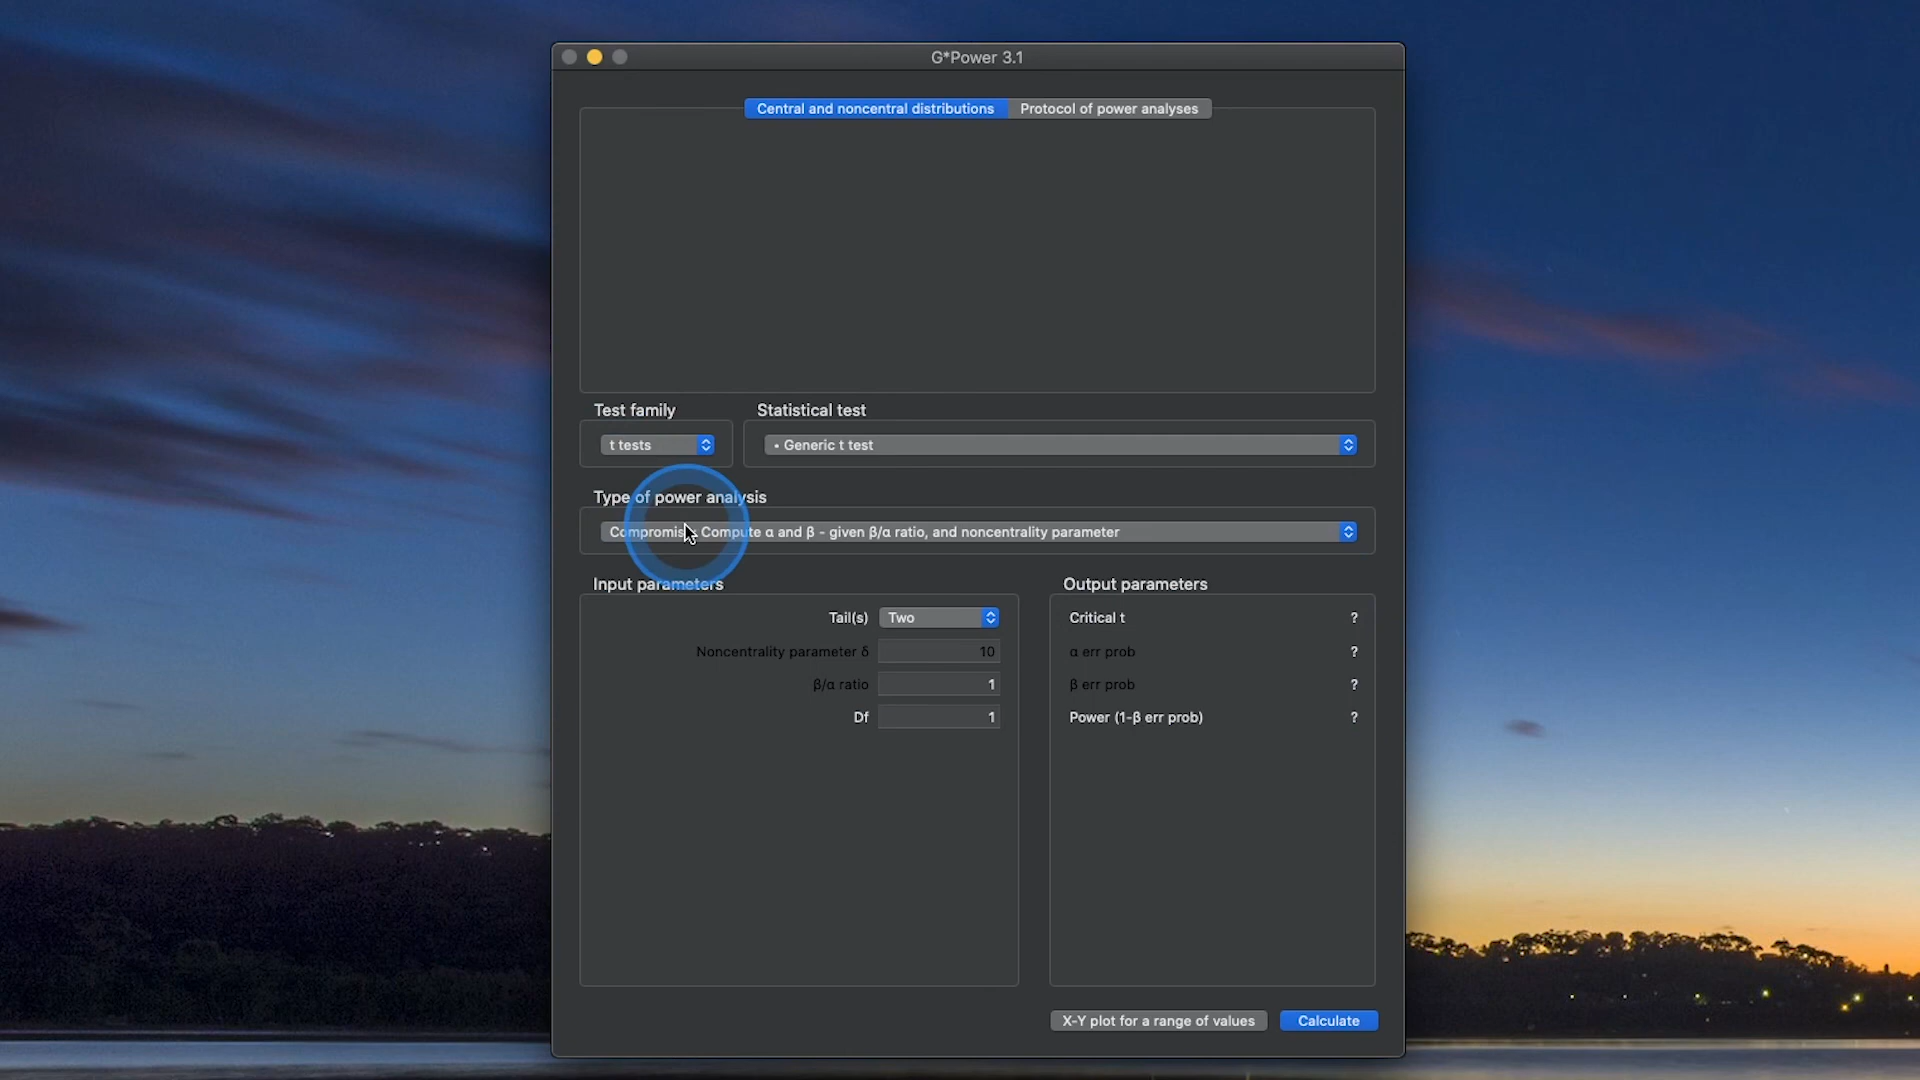 G*Power 3.1
Central and noncentral distributions Protocol of power analyses
Test family Statistical test
t tests • Generic t test
Type of power analysis
Compromise: Compute α and β - given β/α ratio, and noncentrality parameter
Input parameters Output parameters
Tail(s) Two Critical t ?
Noncentrality parameter δ 10 α err prob ?
β/α ratio 1 β err prob ?
Df 1 Power (1-β err prob) ?
X-Y plot for a range of values Calculate